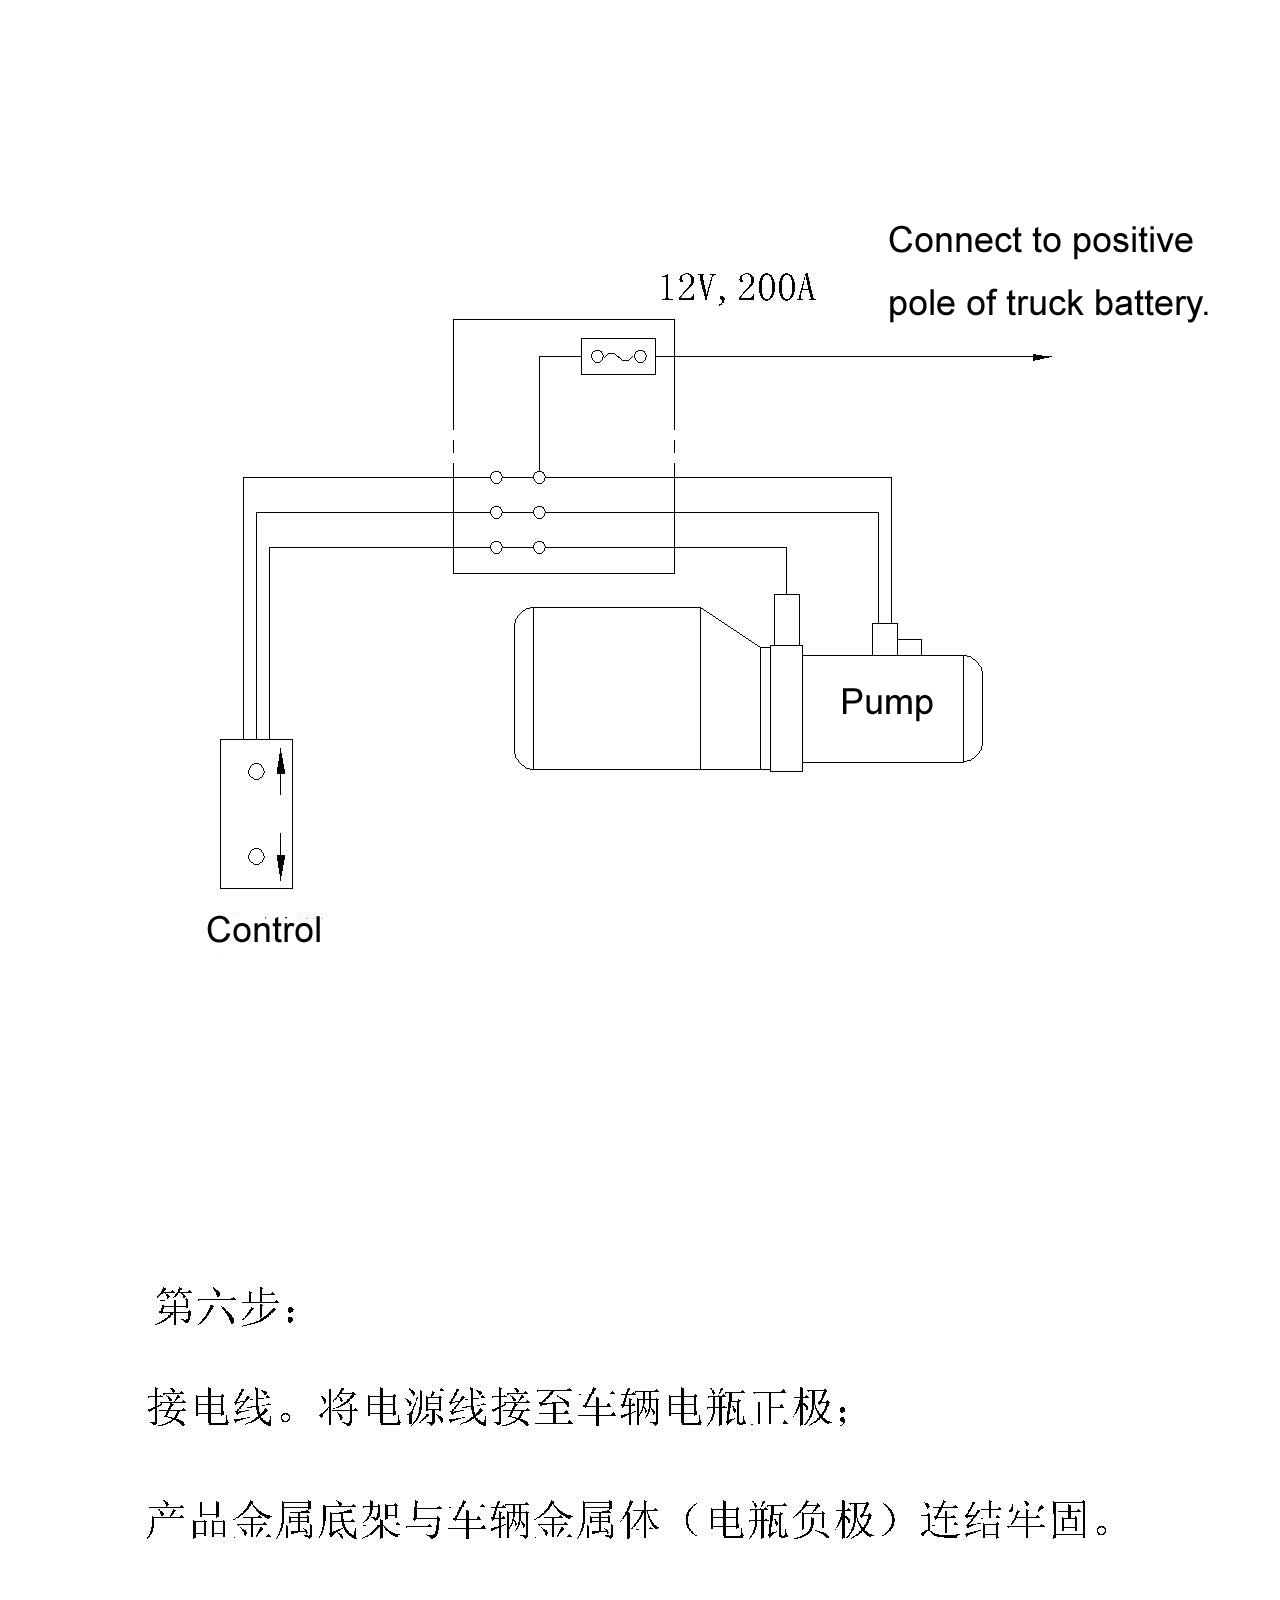 Connect to positive
12V,200A
pole of truck battery.
Pump
Control
第六步：
接电线。将电源线接至车辆电瓶正极；
产品金属底架与车辆金属体（电瓶负极）连结牢固。